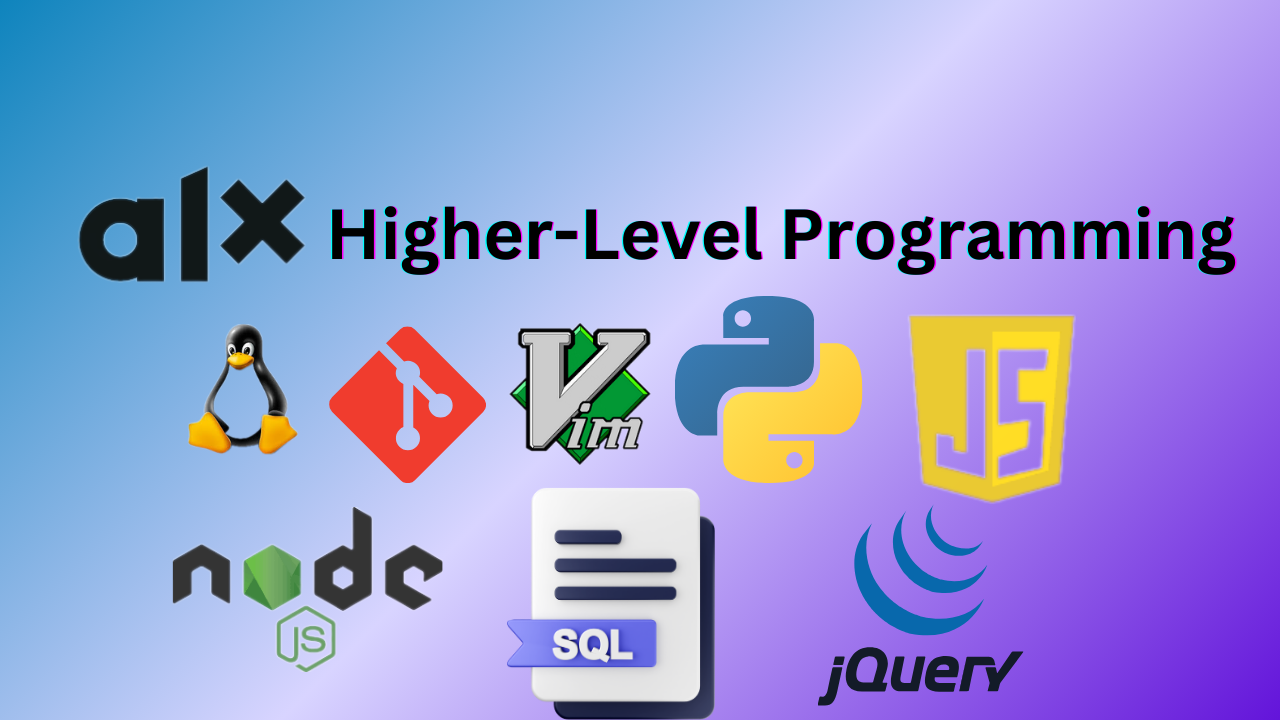 alx Higher-Level Programming
Vim
JS
node
JS
SQL
jQuery